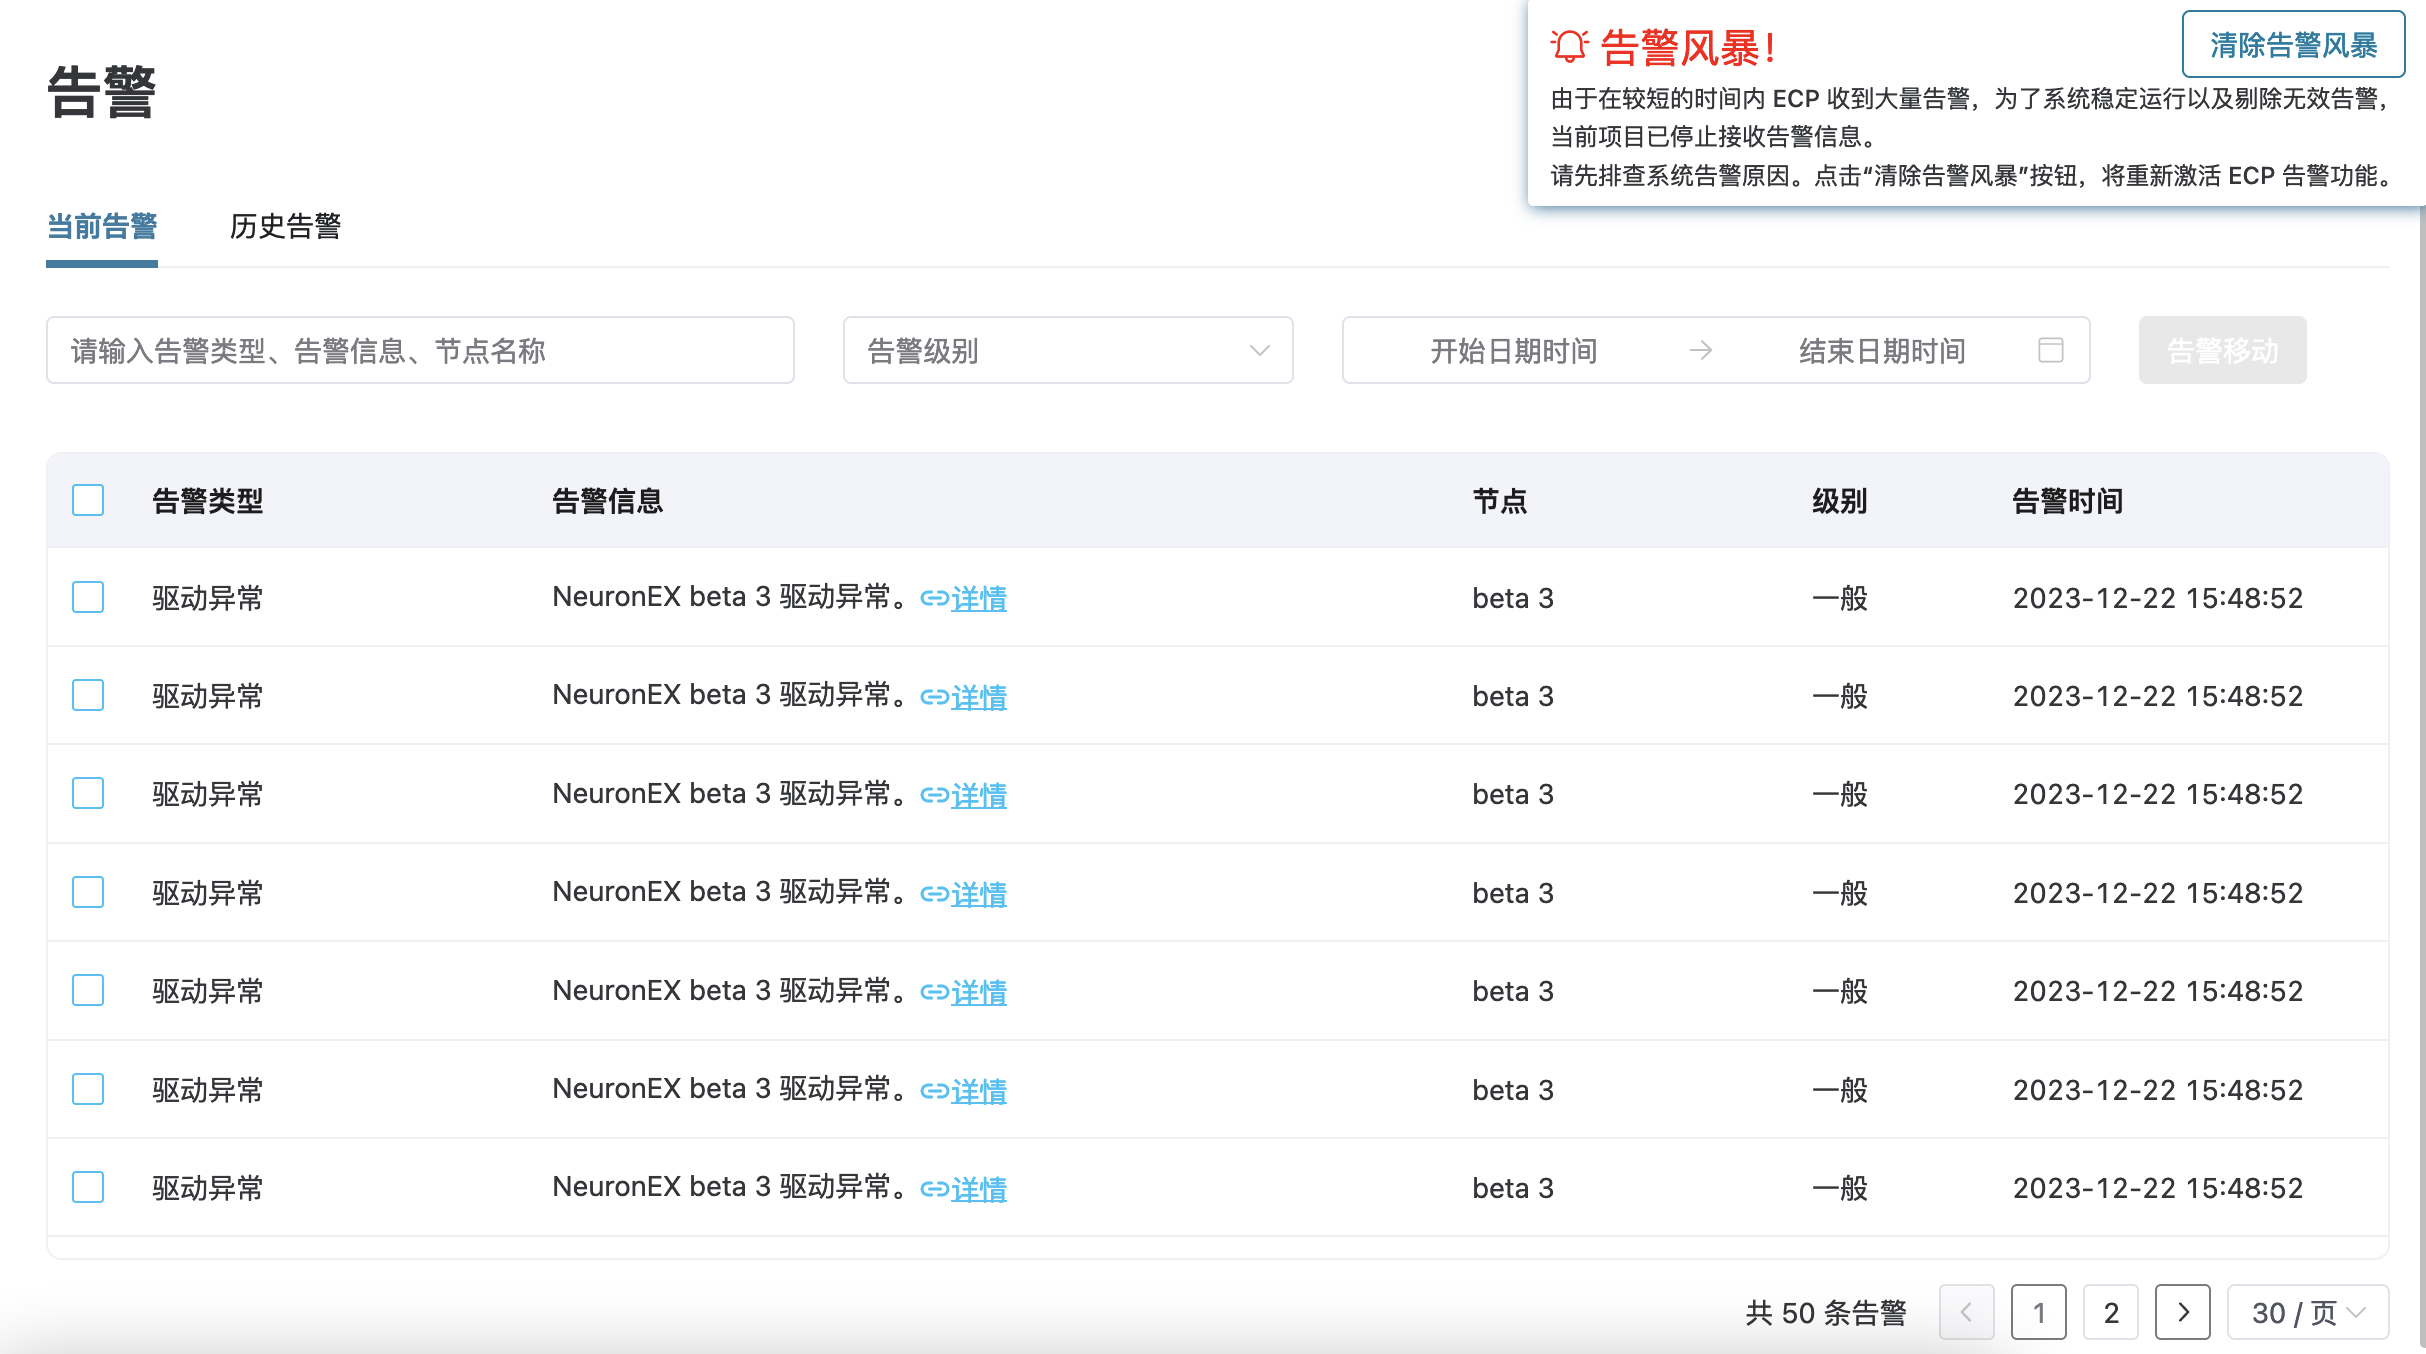 告警
告警风暴！
清除告警风暴
由于在较短的时间内 ECP 收到大量告警，为了系统稳定运行以及剔除无效告警，
当前项目已停止接收告警信息。
请先排查系统告警原因。点击“清除告警风暴”按钮，将重新激活 ECP 告警功能。
当前告警 历史告警
请输入告警类型、告警信息、节点名称 告警级别 开始日期时间 结束日期时间 告警移动
告警类型 告警信息 节点 级别 告警时间
驱动异常 NeuronEX beta 3 驱动异常。详情 beta 3 一般 2023-12-22 15:48:52
驱动异常 NeuronEX beta 3 驱动异常。详情 beta 3 一般 2023-12-22 15:48:52
驱动异常 NeuronEX beta 3 驱动异常。详情 beta 3 一般 2023-12-22 15:48:52
驱动异常 NeuronEX beta 3 驱动异常。详情 beta 3 一般 2023-12-22 15:48:52
驱动异常 NeuronEX beta 3 驱动异常。详情 beta 3 一般 2023-12-22 15:48:52
驱动异常 NeuronEX beta 3 驱动异常。详情 beta 3 一般 2023-12-22 15:48:52
驱动异常 NeuronEX beta 3 驱动异常。详情 beta 3 一般 2023-12-22 15:48:52
共 50 条告警 1 2 30 / 页